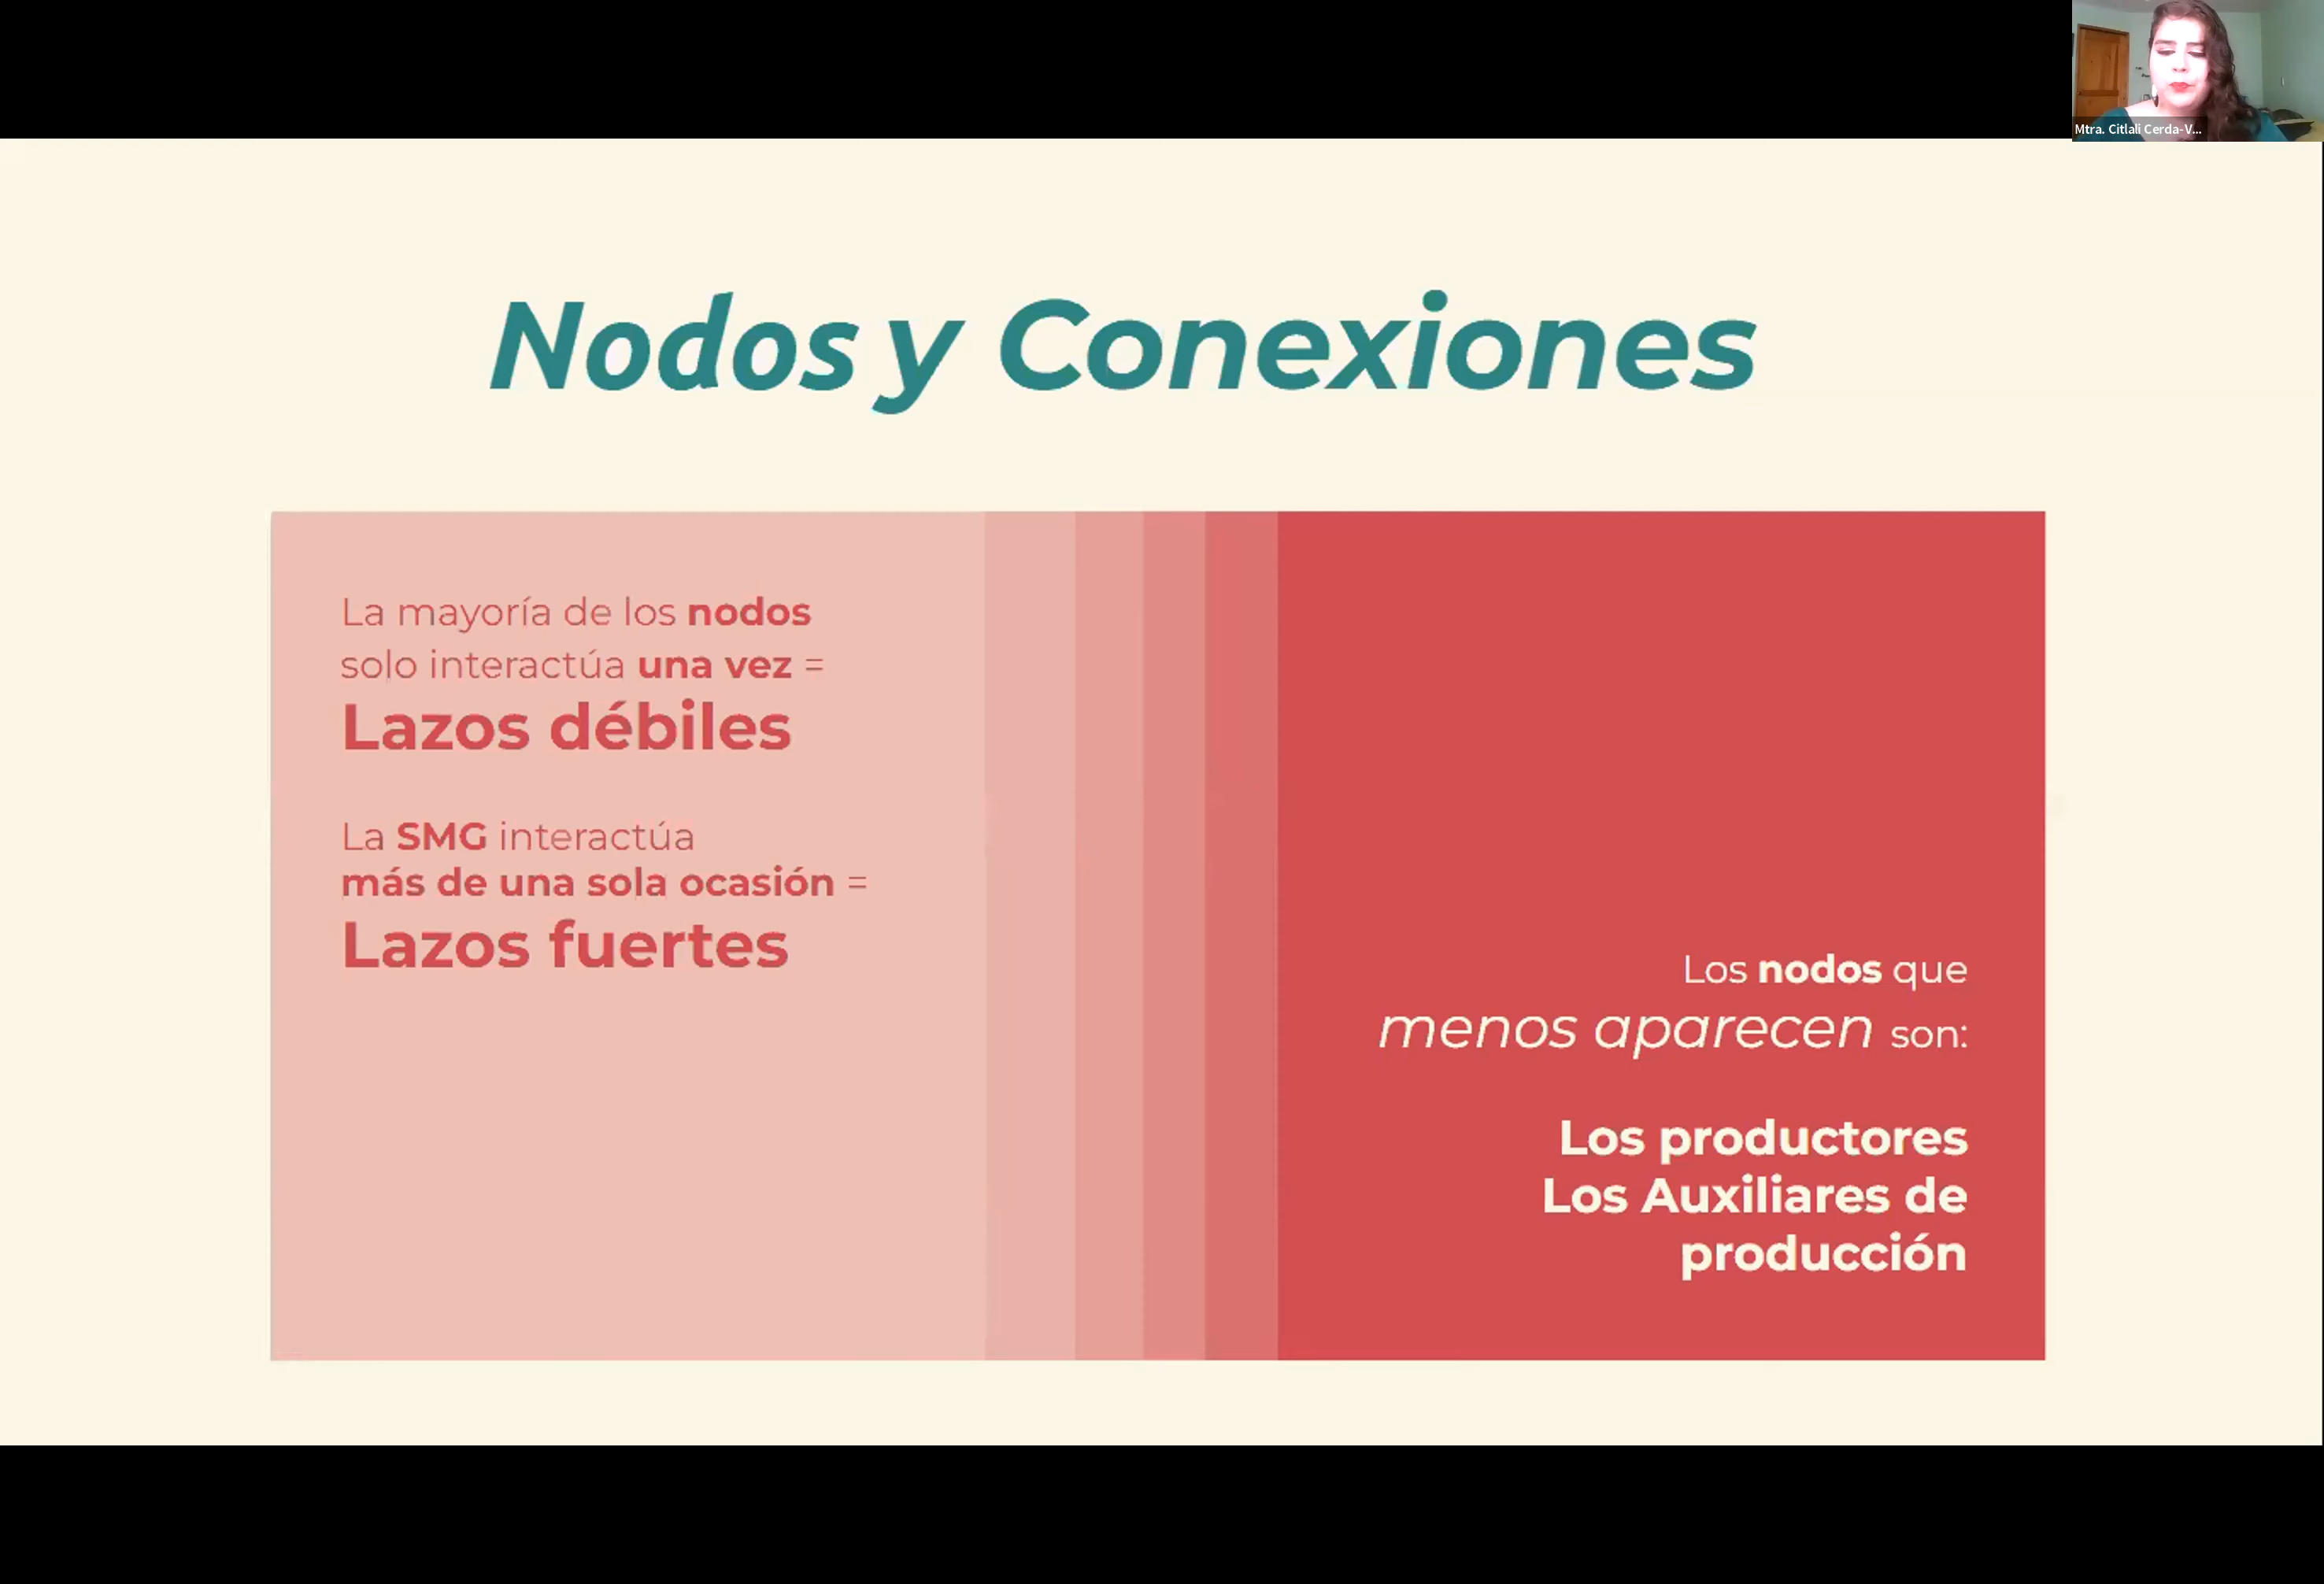 Mtra. Citlali Cerda-V...
Nodos y Conexiones
La mayoría de los nodos
solo interactúa una vez =
Lazos débiles
La SMG interactúa
más de una sola ocasión =
Lazos fuertes
Los nodos que
menos aparecen son:
Los productores
Los Auxiliares de
producción